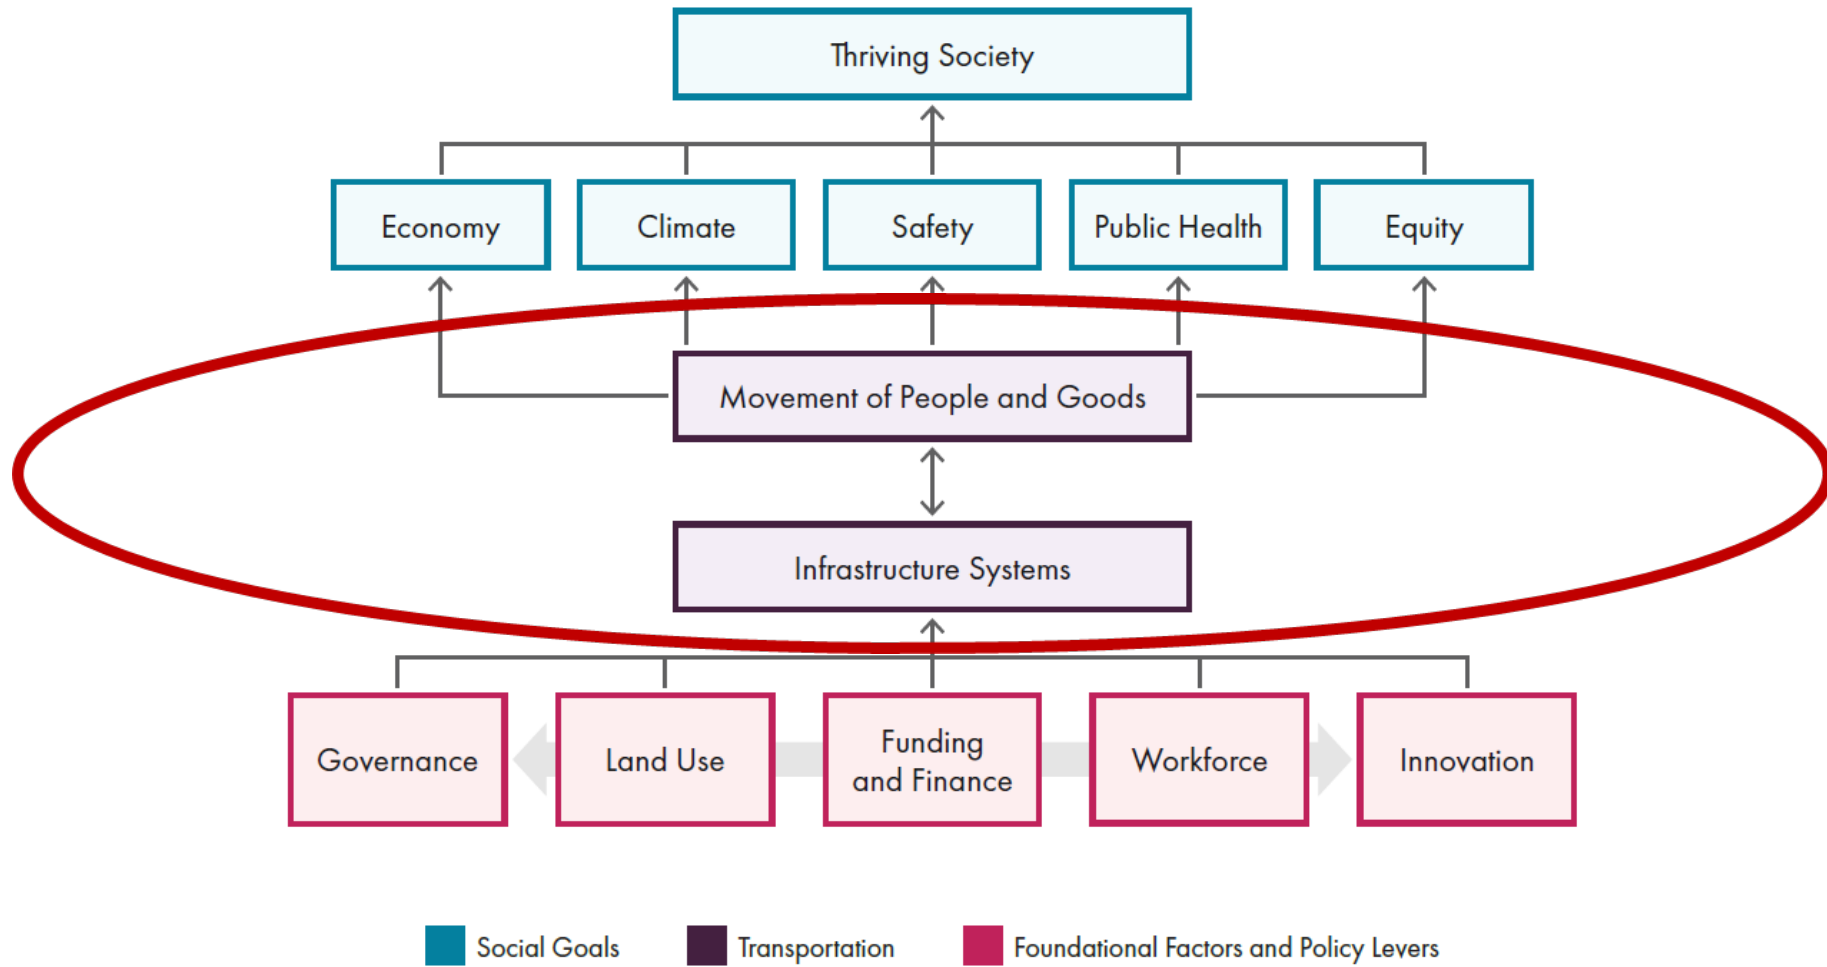 Thriving Society
Economy
Climate
Safety
Public Health
Equity
Movement of People and Goods
Infrastructure Systems
Governance
Land Use
Funding
and Finance
Workforce
Innovation
Social Goals
Transportation
Foundational Factors and Policy Levers